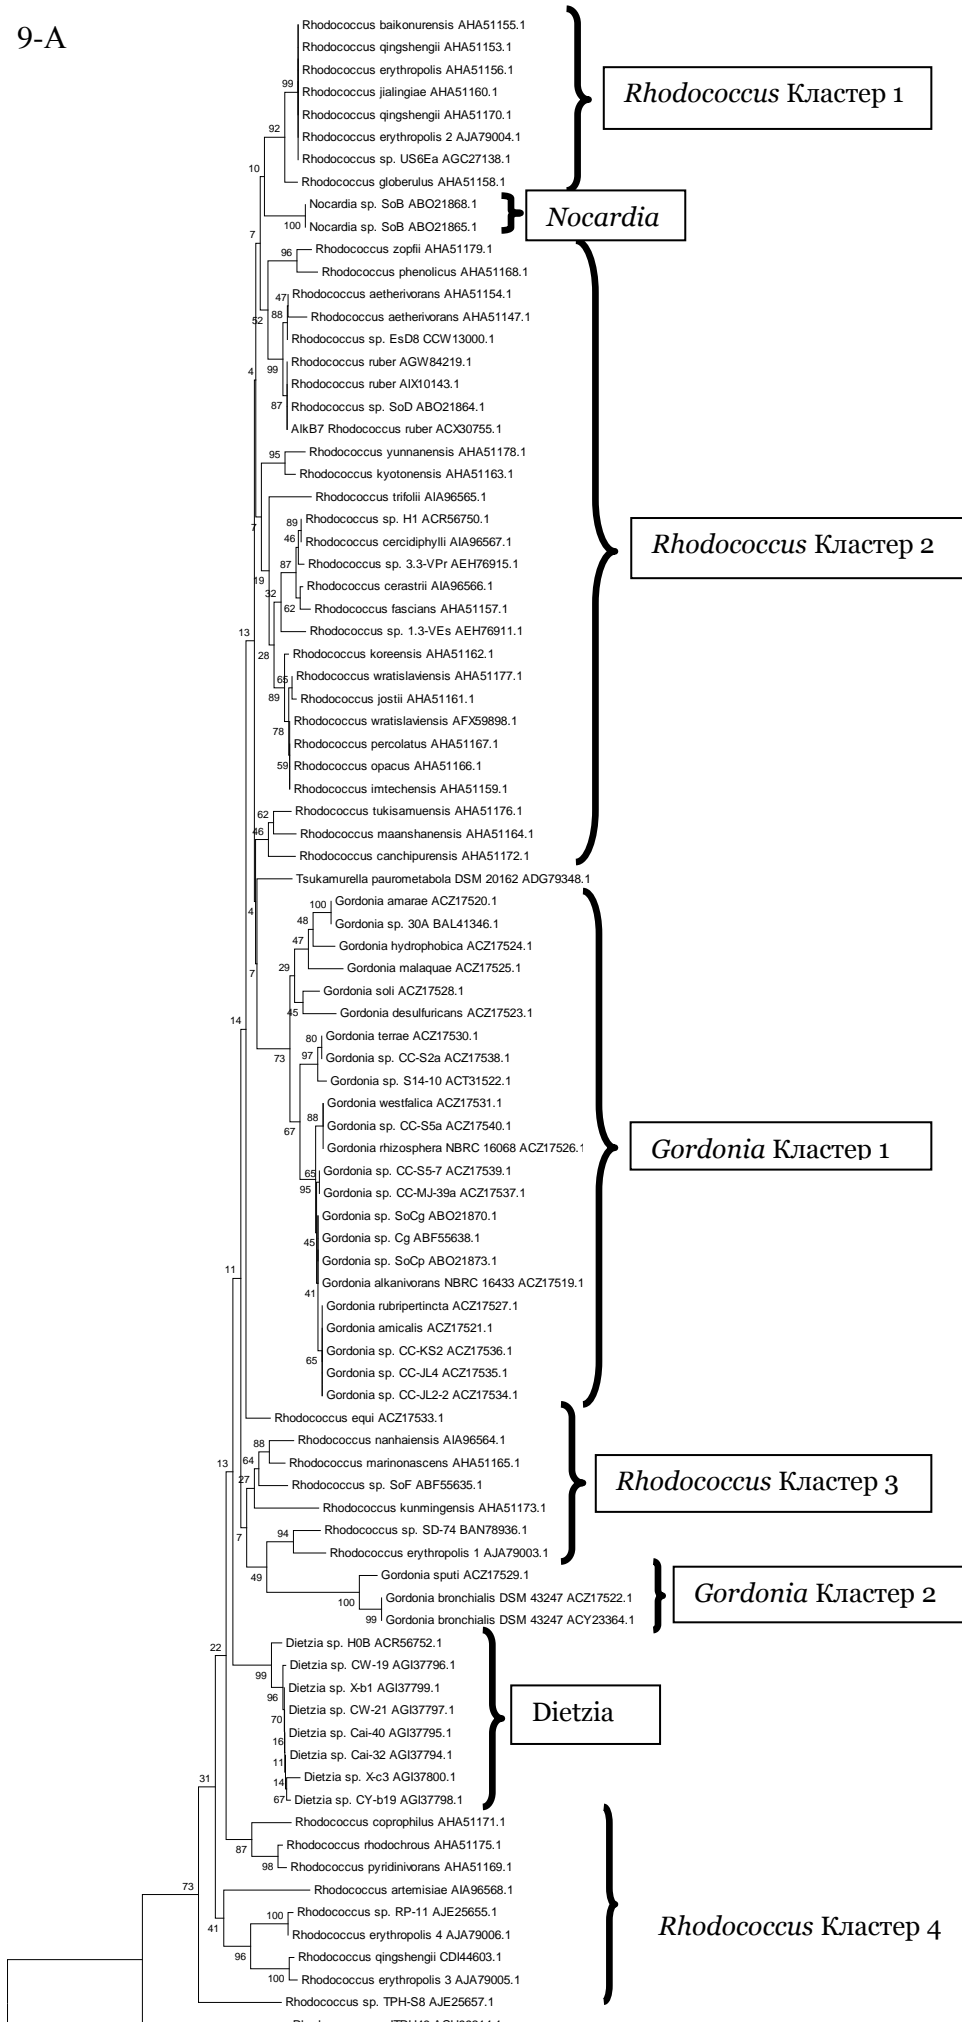 9-A
Rhodococcus baikonurensis AHA51155.1
Rhodococcus qingshengii AHA51153.1
Rhodococcus erythropolis AHA51156.1
99
Rhodococcus jialingiae AHA51160.1
Rhodococcus Кластер 1
Rhodococcus qingshengii AHA51170.1
92
Rhodococcus erythropolis 2 AJA79004.1
Rhodococcus sp. US6Ea AGC27138.1
10
Rhodococcus globerulus AHA51158.1
Nocardia sp. SoB ABO21868.1
Nocardia
100
Nocardia sp. SoB ABO21865.1
7
Rhodococcus zopfii AHA51179.1
96
Rhodococcus phenolicus AHA51168.1
47
Rhodococcus aetherivorans AHA51154.1
88
Rhodococcus aetherivorans AHA51147.1
52
Rhodococcus sp. EsD8 CCW13000.1
Rhodococcus ruber AGW84219.1
4
99
Rhodococcus ruber AIX10143.1
87
Rhodococcus sp. SoD ABO21864.1
AlkB7 Rhodococcus ruber ACX30755.1
95
Rhodococcus yunnanensis AHA51178.1
Rhodococcus kyotonensis AHA51163.1
Rhodococcus trifolii AIA96565.1
7
89
Rhodococcus sp. H1 ACR56750.1
46
Rhodococcus cercidiphylli AIA96567.1
Rhodococcus Кластер 2
87
Rhodococcus sp. 3.3-VPr AEH76915.1
19
32
Rhodococcus cerastrii AIA96566.1
62
Rhodococcus fascians AHA51157.1
13
Rhodococcus sp. 1.3-VEs AEH76911.1
28
Rhodococcus koreensis AHA51162.1
65
Rhodococcus wratislaviensis AHA51177.1
89
Rhodococcus jostii AHA51161.1
Rhodococcus wratislaviensis AFX59898.1
78
Rhodococcus percolatus AHA51167.1
59
Rhodococcus opacus AHA51166.1
Rhodococcus imtechensis AHA51159.1
62
Rhodococcus tukisamuensis AHA51176.1
46
Rhodococcus maanshanensis AHA51164.1
Rhodococcus canchipurensis AHA51172.1
Tsukamurella paurometabola DSM 20162 ADG79348.1
4
100
Gordonia amarae ACZ17520.1
48
Gordonia sp. 30A BAL41346.1
47
Gordonia hydrophobica ACZ17524.1
7
29
Gordonia malaquae ACZ17525.1
Gordonia soli ACZ17528.1
14
45
Gordonia desulfuricans ACZ17523.1
80
Gordonia terrae ACZ17530.1
73
97
Gordonia sp. CC-S2a ACZ17538.1
Gordonia sp. S14-10 ACT31522.1
Gordonia westfalica ACZ17531.1
88
67
Gordonia sp. CC-S5a ACZ17540.1
Gordonia rhizosphera NBRC 16068 ACZ17526.1
Gordonia Кластер 1
65
Gordonia sp. CC-S5-7 ACZ17539.1
95
Gordonia sp. CC-MJ-39a ACZ17537.1
Gordonia sp. SoCg ABO21870.1
45
Gordonia sp. Cg ABF55638.1
Gordonia sp. SoCp ABO21873.1
11
Gordonia alkanivorans NBRC 16433 ACZ17519.1
41
Gordonia rubripertincta ACZ17527.1
Gordonia amicalis ACZ17521.1
65
Gordonia sp. CC-KS2 ACZ17536.1
Gordonia sp. CC-JL4 ACZ17535.1
Gordonia sp. CC-JL2-2 ACZ17534.1
Rhodococcus equi ACZ17533.1
88
Rhodococcus nanhaiensis AIA96564.1
13
64
Rhodococcus marinonascens AHA51165.1
27
Rhodococcus sp. SoF ABF55635.1
Rhodococcus Кластер 3
Rhodococcus kunmingensis AHA51173.1
7
94
Rhodococcus sp. SD-74 BAN78936.1
Rhodococcus erythropolis 1 AJA79003.1
49
Gordonia sputi ACZ17529.1
100
Gordonia bronchialis DSM 43247 ACZ17522.1
Gordonia Кластер 2
99
Gordonia bronchialis DSM 43247 ACY23364.1
22
Dietzia sp. H0B ACR56752.1
99
Dietzia sp. CW-19 AGI37796.1
96
Dietzia sp. X-b1 AGI37799.1
Dietzia sp. CW-21 AGI37797.1
Dietzia
70
Dietzia sp. Cai-40 AGI37795.1
16
Dietzia sp. Cai-32 AGI37794.1
11
31
14
Dietzia sp. X-c3 AGI37800.1
67
Dietzia sp. CY-b19 AGI37798.1
Rhodococcus coprophilus AHA51171.1
87
Rhodococcus rhodochrous AHA51175.1
98
Rhodococcus pyridinivorans AHA51169.1
73
Rhodococcus artemisiae AIA96568.1
41
100
Rhodococcus sp. RP-11 AJE25655.1
Rhodococcus Кластер 4
Rhodococcus erythropolis 4 AJA79006.1
96
Rhodococcus qingshengii CDI44603.1
100
Rhodococcus erythropolis 3 AJA79005.1
Rhodococcus sp. TPH-S8 AJE25657.1